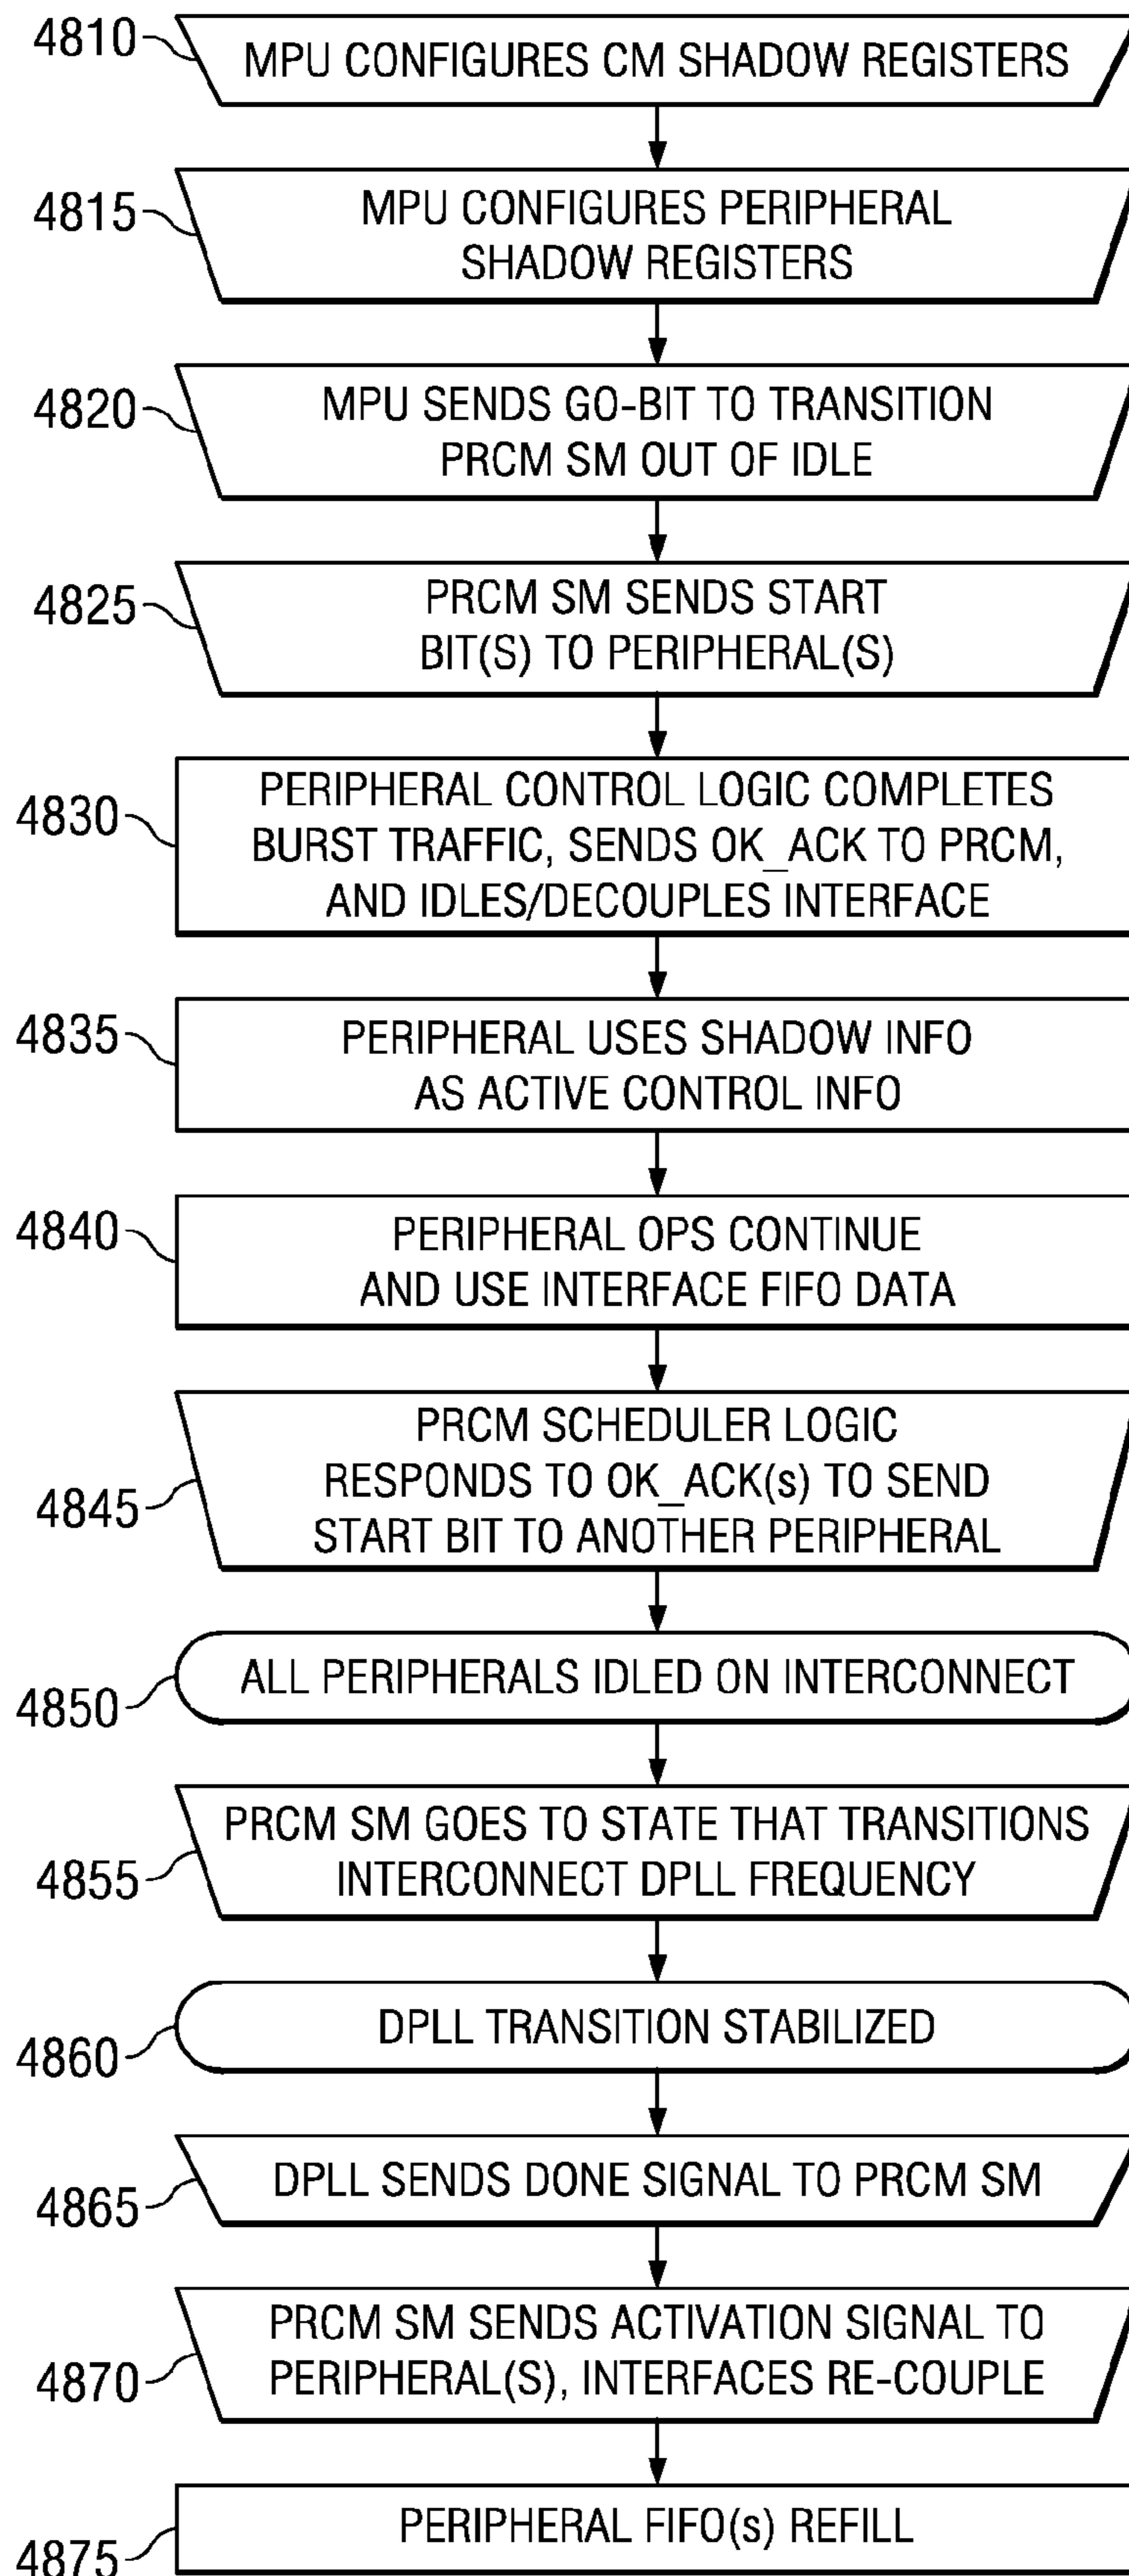 4810
MPU CONFIGURES CM SHADOW REGISTERS
4815
MPU CONFIGURES PERIPHERAL
SHADOW REGISTERS
4820
MPU SENDS GO-BIT TO TRANSITION
PRCM SM OUT OF IDLE
4825
PRCM SM SENDS START
BIT(S) TO PERIPHERAL(S)
4830
PERIPHERAL CONTROL LOGIC COMPLETES
BURST TRAFFIC, SENDS OK_ACK TO PRCM,
AND IDLES/DECOUPLES INTERFACE
4835
PERIPHERAL USES SHADOW INFO
AS ACTIVE CONTROL INFO
4840
PERIPHERAL OPS CONTINUE
AND USE INTERFACE FIFO DATA
4845
PRCM SCHEDULER LOGIC
RESPONDS TO OK_ACK(s) TO SEND
START BIT TO ANOTHER PERIPHERAL
4850
ALL PERIPHERALS IDLED ON INTERCONNECT
4855
PRCM SM GOES TO STATE THAT TRANSITIONS
INTERCONNECT DPLL FREQUENCY
4860
DPLL TRANSITION STABILIZED
4865
DPLL SENDS DONE SIGNAL TO PRCM SM
4870
PRCM SM SENDS ACTIVATION SIGNAL TO
PERIPHERAL(S), INTERFACES RE-COUPLE
4875
PERIPHERAL FIFO(s) REFILL